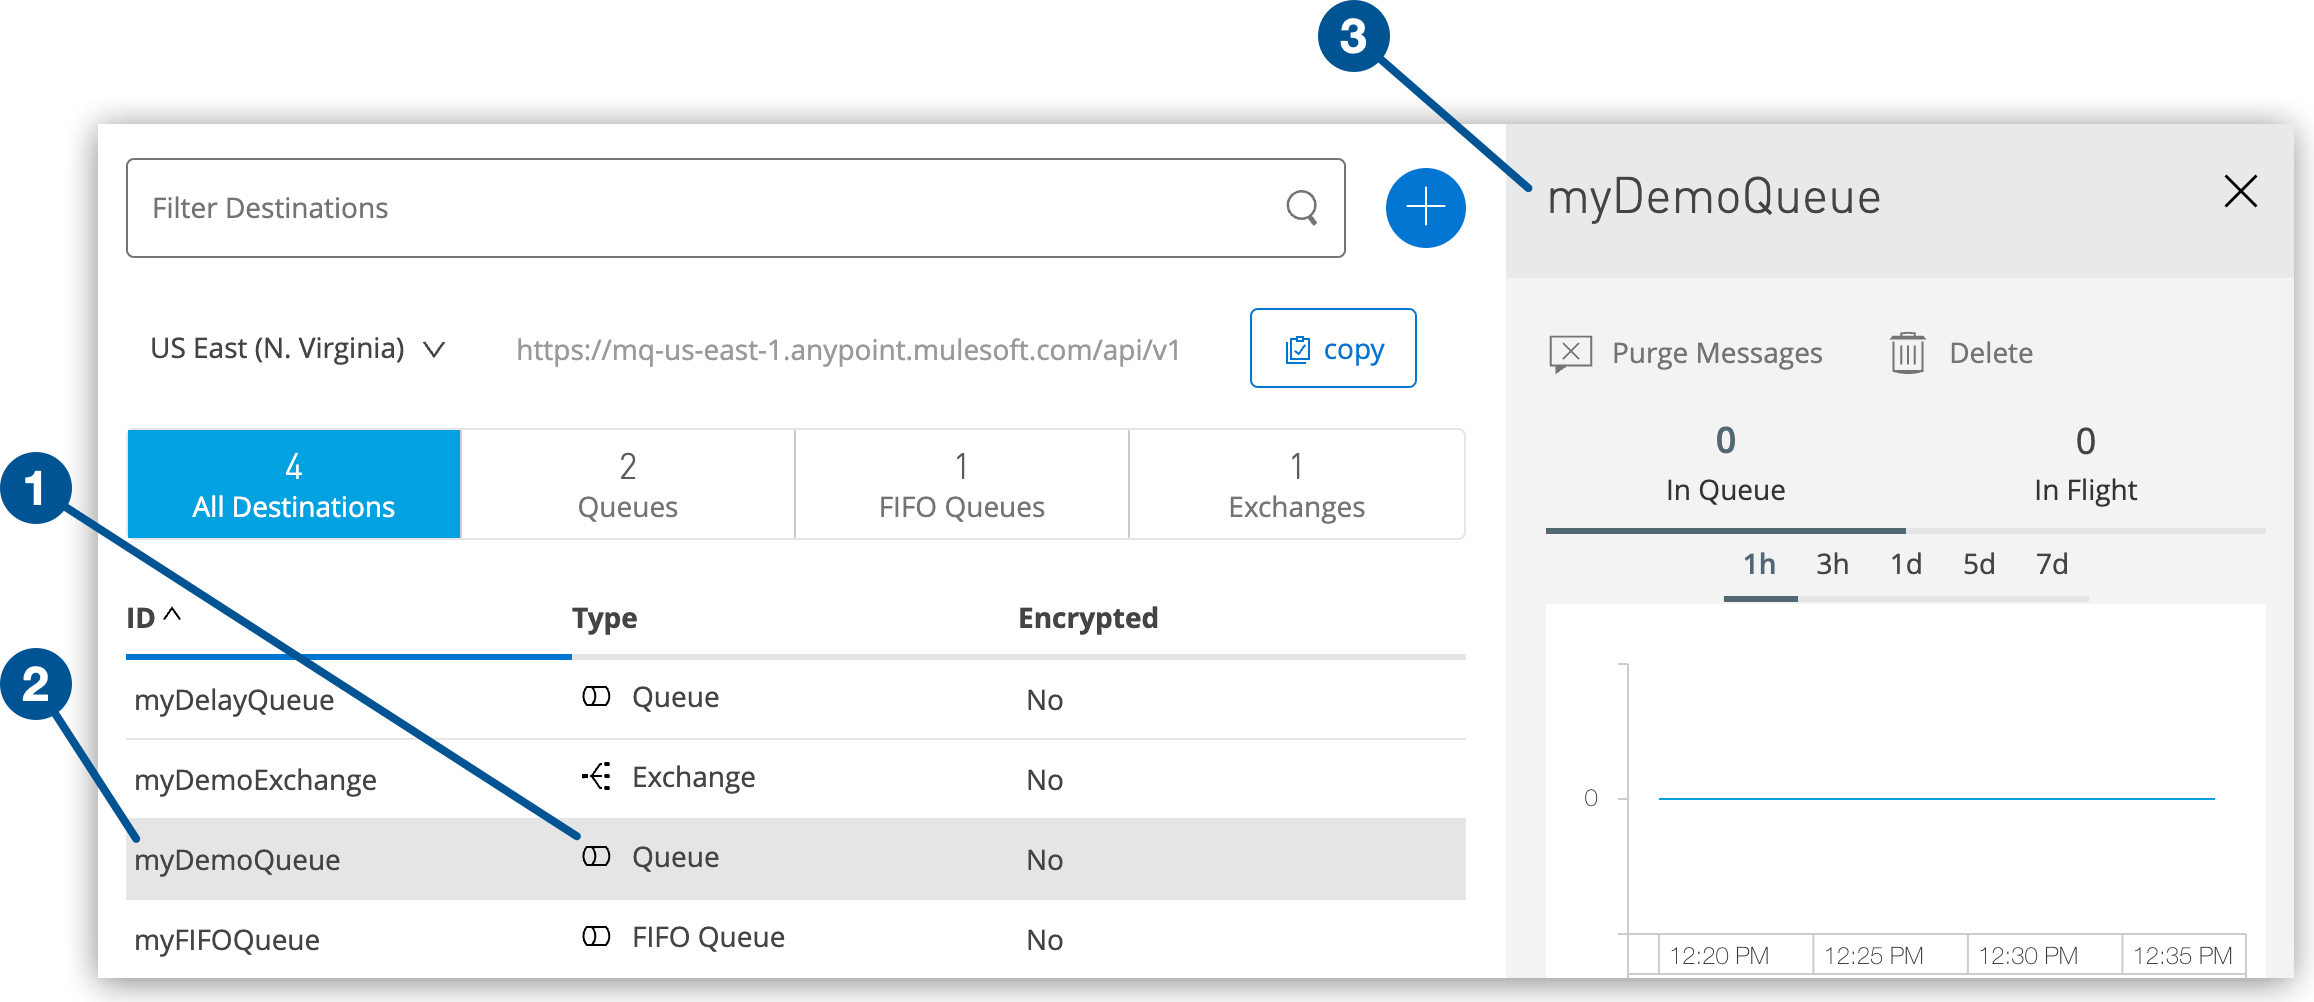 3
Filter Destinations
myDemoQueue
US East (N. Virginia)
https://mq-us-east-1.anypoint.mulesoft.com/api/v1
copy
Purge Messages
Delete
1
4
All Destinations
2
Queues
1
FIFO Queues
1
Exchanges
0
In Queue
0
In Flight
1h 3h 1d 5d 7d
ID Type Encrypted
2
myDelayQueue Queue No
myDemoExchange Exchange No
myDemoQueue Queue No
myFIFOQueue FIFO Queue No
0
12:20 PM 12:25 PM 12:30 PM 12:35 PM